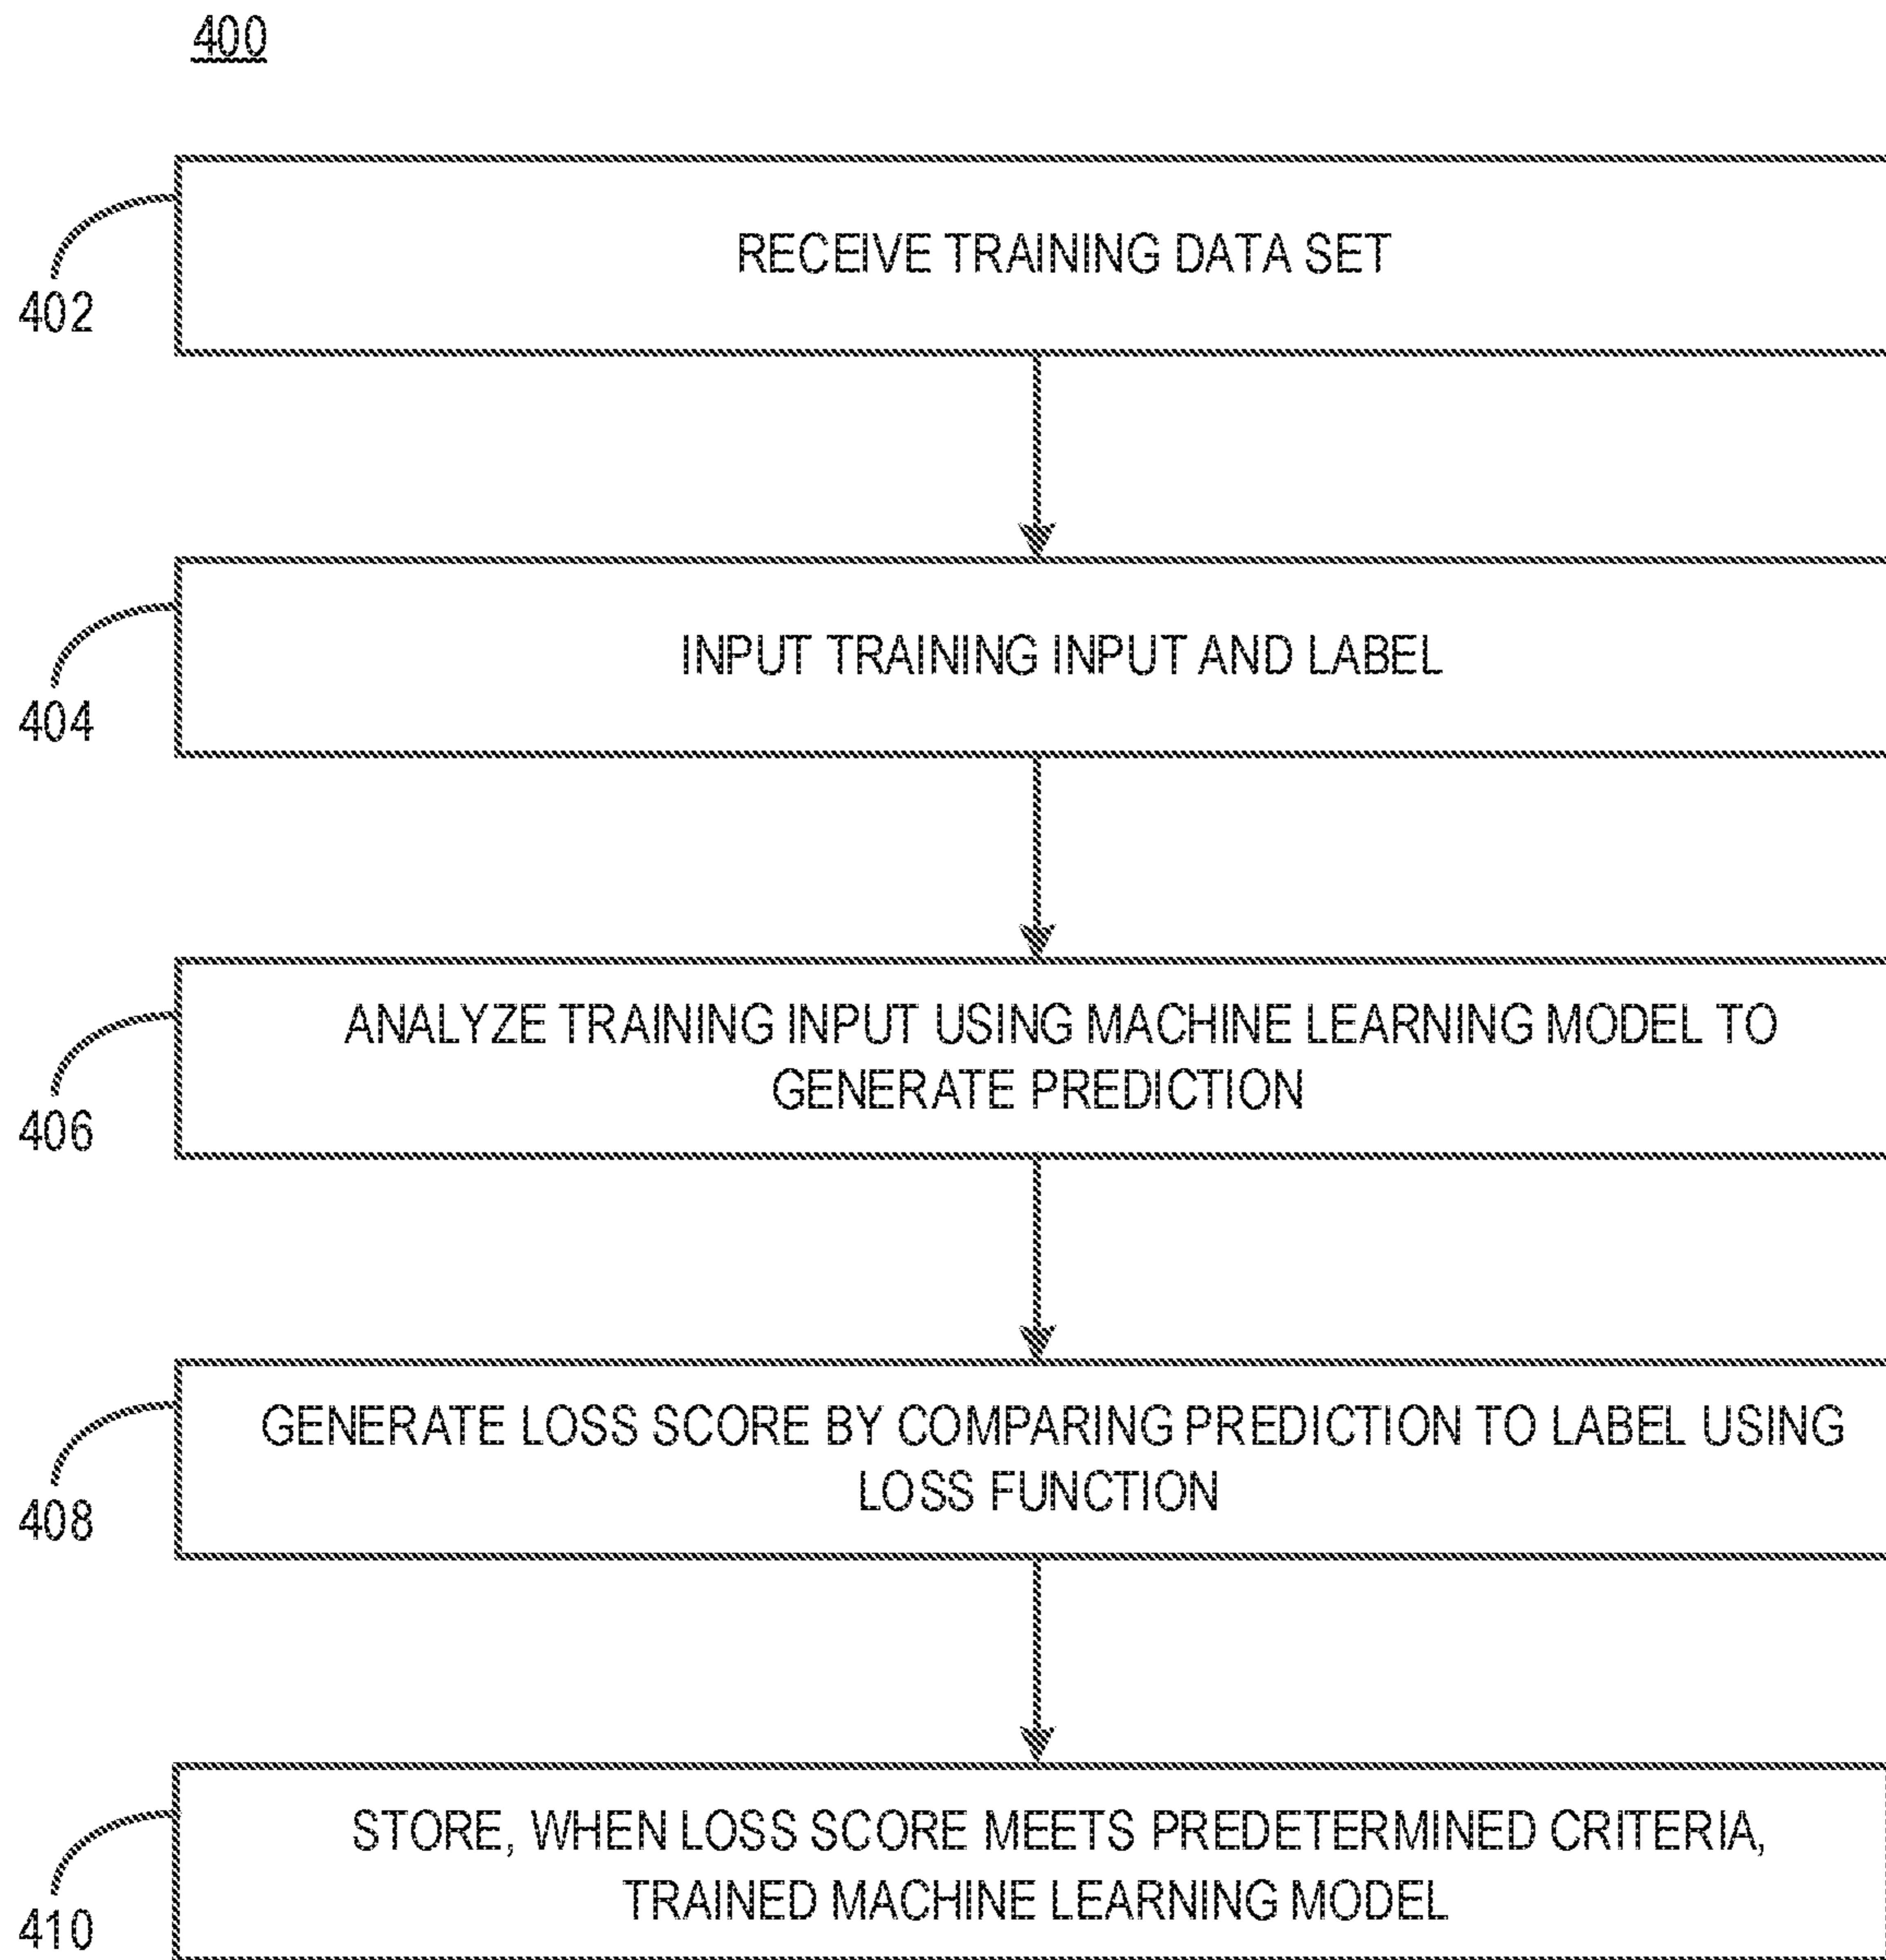 400
RECEIVE TRAINING DATA SET
402
INPUT TRAINING INPUT AND LABEL
404
ANALYZE TRAINING INPUT USING MACHINE LEARNING MODEL TO
GENERATE PREDICTION
406
GENERATE LOSS SCORE BY COMPARING PREDICTION TO LABEL USING
LOSS FUNCTION
408
STORE, WHEN LOSS SCORE MEETS PREDETERMINED CRITERIA,
TRAINED MACHINE LEARNING MODEL
410